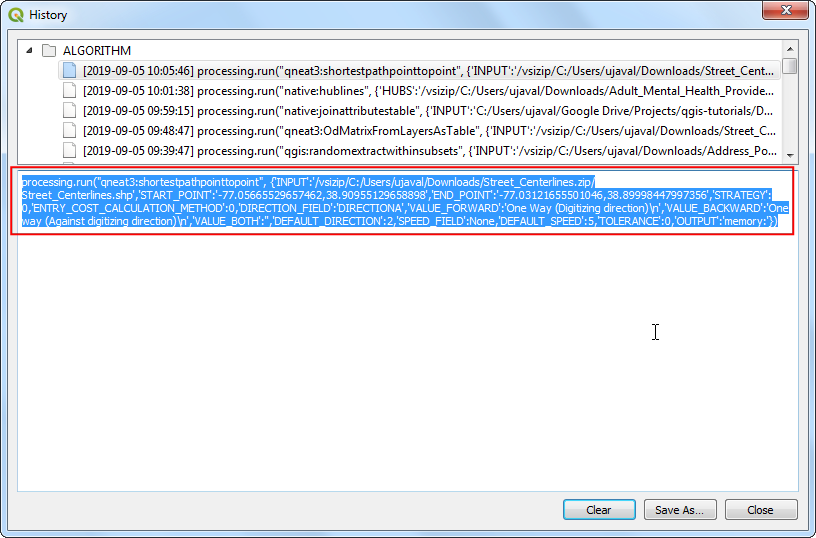 History
ALGORITHM
[2019-09-05 10:05:46] processing.run("qneat3:shortestpathpointtopoint", {'INPUT':'/vsizip/C:/Users/ujaval/Downloads/Street_Cent...
[2019-09-05 10:01:38] processing.run("native:hublines", {'HUBS':'/vsizip/C:/Users/ujaval/Downloads/Adult_Mental_Health_Provide...
[2019-09-05 09:59:15] processing.run("native:joinattributestable", {'INPUT':'C:/Users/ujaval/Google Drive/Projects/qgis-tutorials/D...
[2019-09-05 09:48:47] processing.run("qneat3:OdMatrixFromLayersAsTable", {'INPUT':'/vsizip/C:/Users/ujaval/Downloads/Street_C...
[2019-09-05 09:39:47] processing.run("qgis:randomextractwithinsubsets", {'INPUT':'/vsizip/C:/Users/ujaval/Downloads/Address_Po...
processing.run("qneat3:shortestpathpointtopoint", {'INPUT':'/vsizip/C:/Users/ujaval/Downloads/Street_Centerlines.zip/
Street_Centerlines.shp','START_POINT':'-77.05665529657462,38.90955129658898','END_POINT':'-77.03121655501046,38.89998447997356','STRATEGY':
0,'ENTRY_COST_CALCULATION_METHOD':0,'DIRECTION_FIELD':'DIRECTIONA','VALUE_FORWARD':'One Way (Digitizing direction)\n','VALUE_BACKWARD':'One
way (Against digitizing direction)\n','VALUE_BOTH':'','DEFAULT_DIRECTION':2,'SPEED_FIELD':None,'DEFAULT_SPEED':5,'TOLERANCE':0,'OUTPUT':'memory:'})
Clear
Save As...
Close